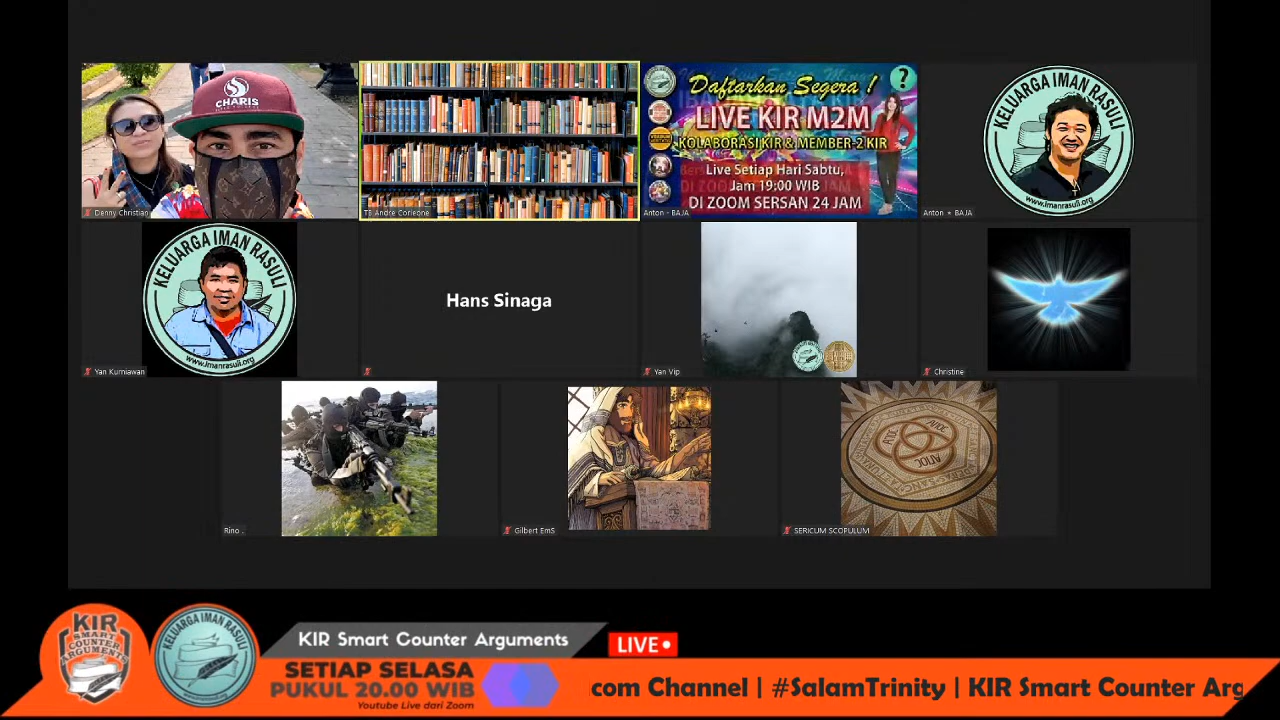 CHARIS
Denny Christian
TB Andre Corleone
Daftarkan Segera !
LIVE KIR M2M
KOLABORASI KIR & MEMBER-2 KIR
Live Setiap Hari Sabtu,
Jam 19:00 WIB
DI ZOOM SERSAN 24 JAM
?
Anton - BAJA
KELUARGA IMAN RASULI
www.imanrasuli.org
Anton + BAJA
KELUARGA IMAN RASULI
www.imanrasuli.org
Yan Kurniawan
Hans Sinaga
Yan Vip
Christine
Rino .
Gilbert EmS
SERICUM SCOPULUM
KIR
SMART
COUNTER
ARGUMENTS
KELUARGA IMAN RASULI
KIR Smart Counter Arguments
LIVE
SETIAP SELASA
PUKUL 20.00 WIB
Youtube Live dari Zoom
com Channel | #SalamTrinity | KIR Smart Counter Arg